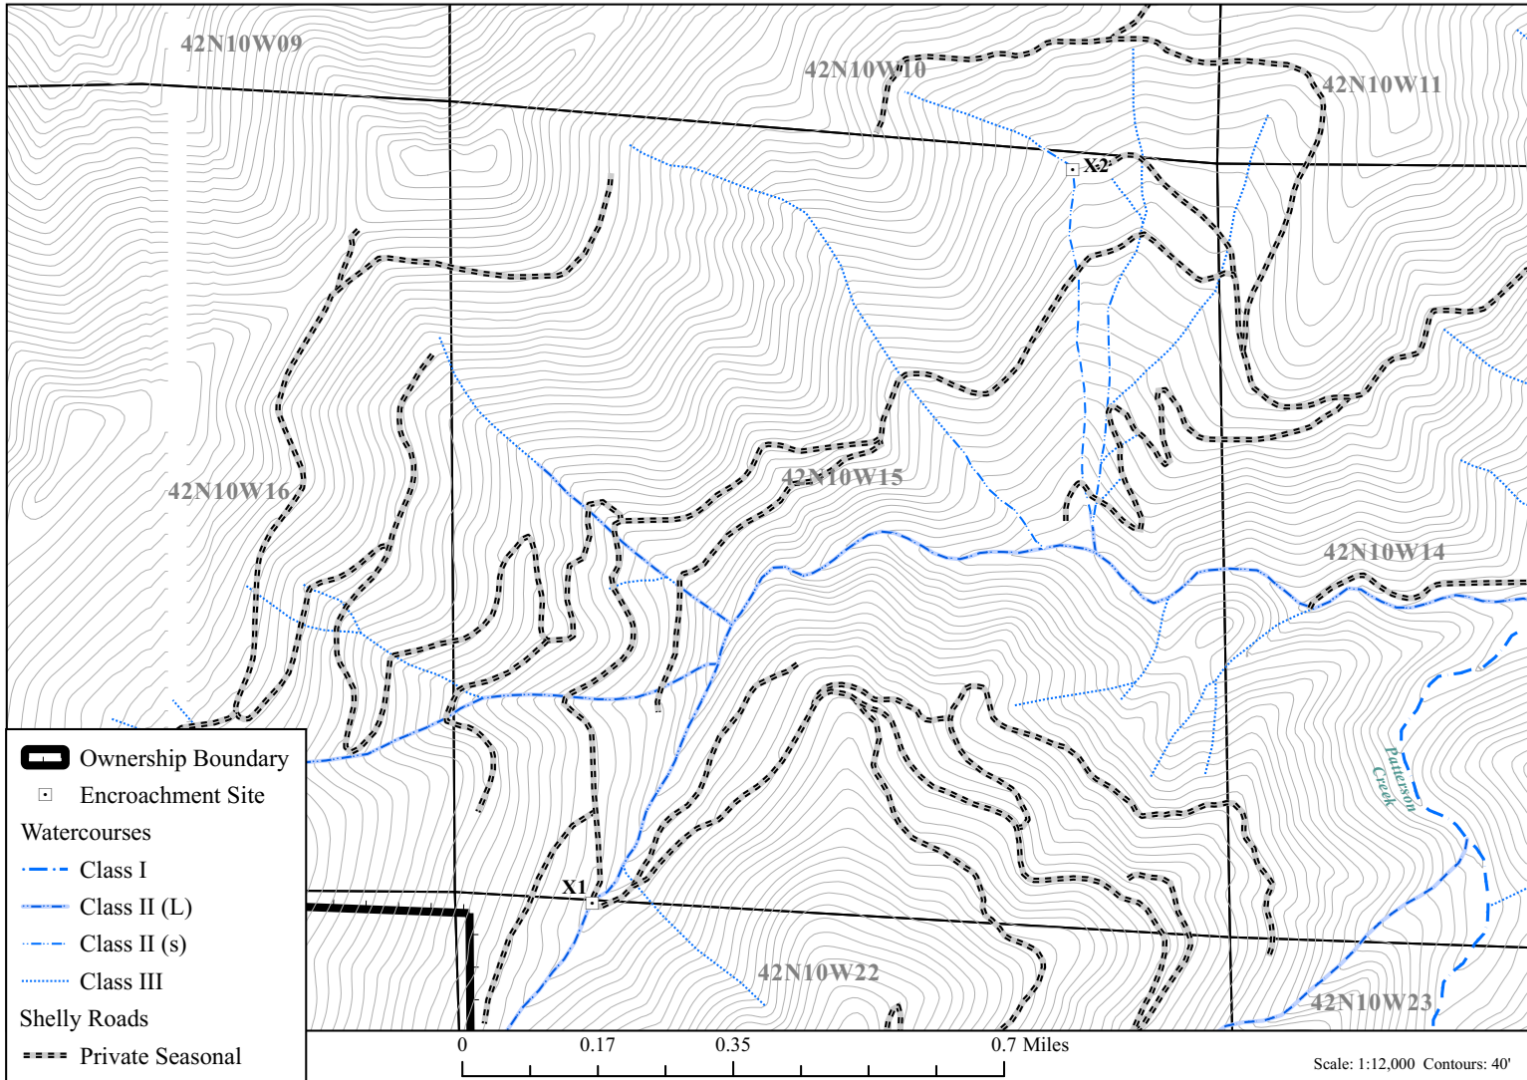 42N10W09
42N10W10
42N10W11
X2
42N10W15
42N10W16
42N10W14
Patterson
Creek
Ownership Boundary
Encroachment Site
Watercourses
Class I
Class II (L)
Class II (s)
Class III
Shelly Roads
Private Seasonal
X1
42N10W22
42N10W23
0 0.17 0.35 0.7 Miles
Scale: 1:12,000 Contours: 40'